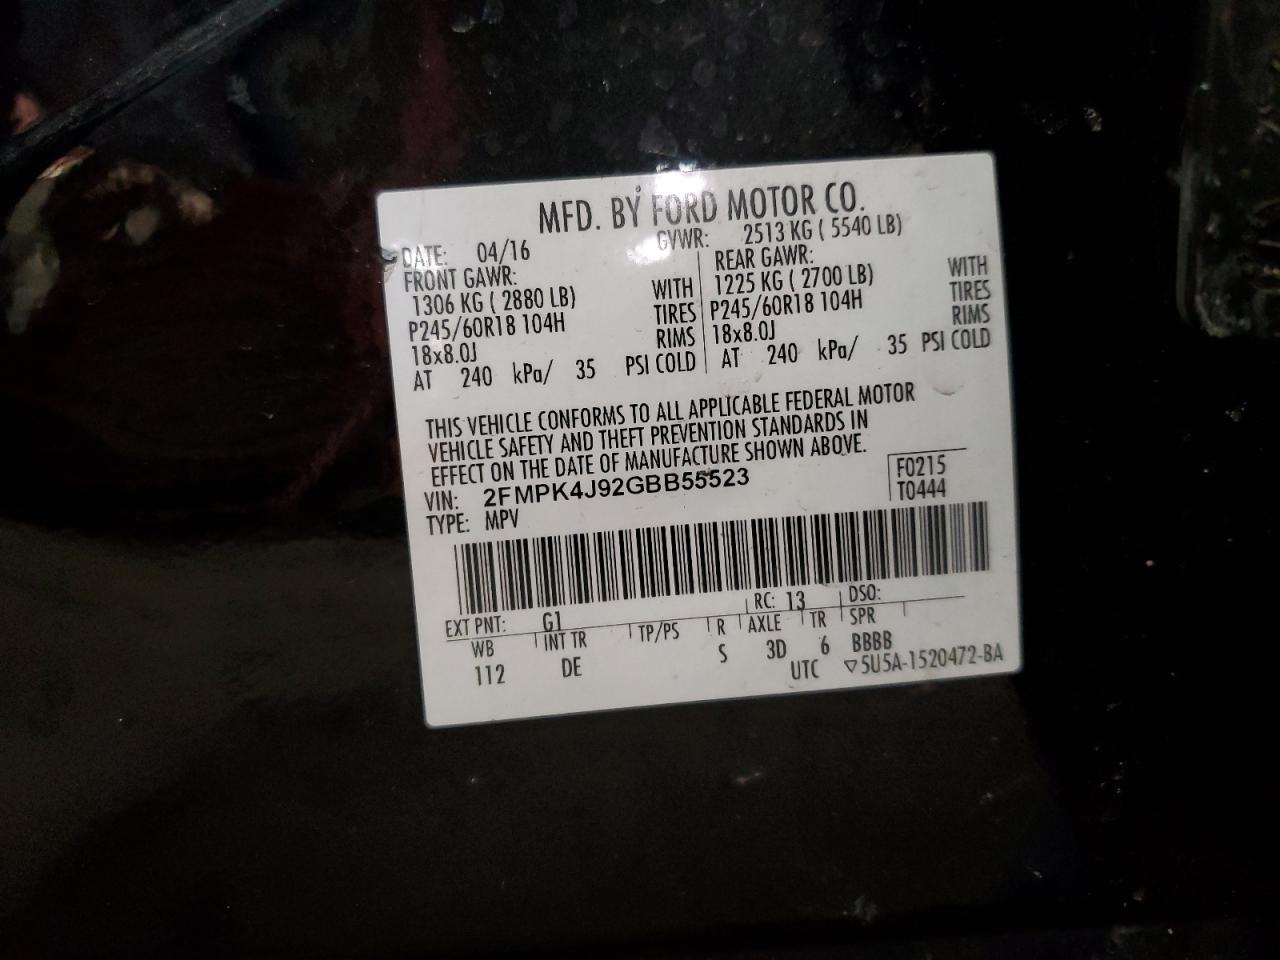 MFD. BY FORD MOTOR CO.
DATE: 04/16 GVWR: 2513 KG ( 5540 LB)
FRONT GAWR: REAR GAWR:
1306 KG ( 2880 LB) WITH 1225 KG ( 2700 LB) WITH
P245/60R18 104H TIRES P245/60R18 104H TIRES
18x8.0J RIMS 18x8.0J RIMS
AT 240 kPa/ 35 PSI COLD AT 240 kPa/ 35 PSI COLD
THIS VEHICLE CONFORMS TO ALL APPLICABLE FEDERAL MOTOR
VEHICLE SAFETY AND THEFT PREVENTION STANDARDS IN
EFFECT ON THE DATE OF MANUFACTURE SHOWN ABOVE.
VIN: 2FMPK4J92GBB55523 F0215
TYPE: MPV T0444
EXT PNT: G1 RC: 13 DSO:
WB INT TR TP/PS R AXLE TR SPR
112 DE S 3D 6 BBBB
UTC ▽5U5A-1520472-BA